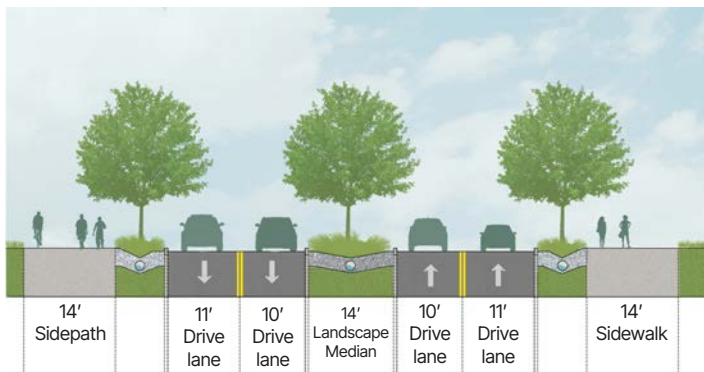 14′
Sidepath
11′
Drive
lane
10′
Drive
lane
14′
Landscape
Median
10′
Drive
lane
11′
Drive
lane
14′
Sidewalk